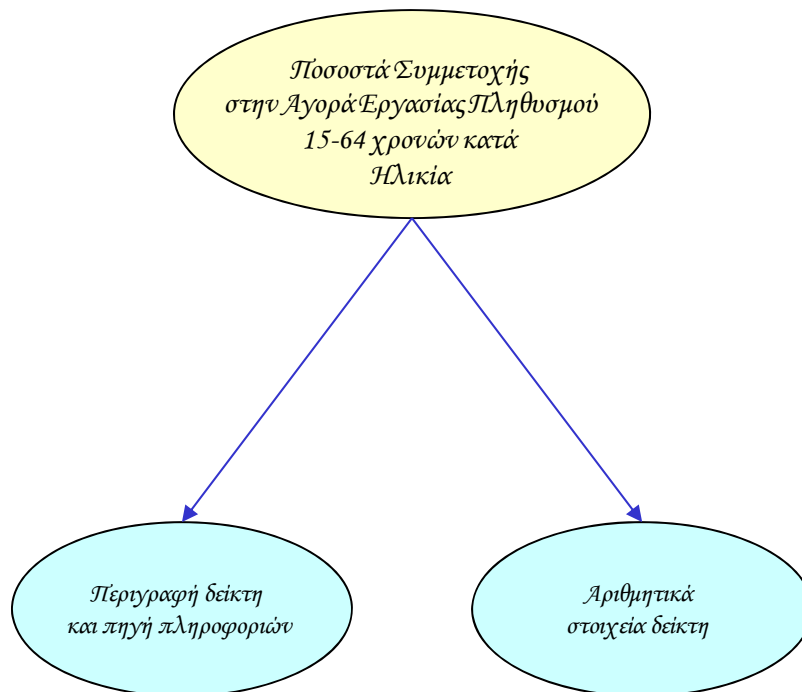 Ποσοστά Συμμετοχής
στην Αγορά Εργασίας Πληθυσμού
15-64 χρονών κατά
Ηλικία
Περιγραφή δείκτη
και πηγή πληροφοριών
Αριθμητικά
στοιχεία δείκτη